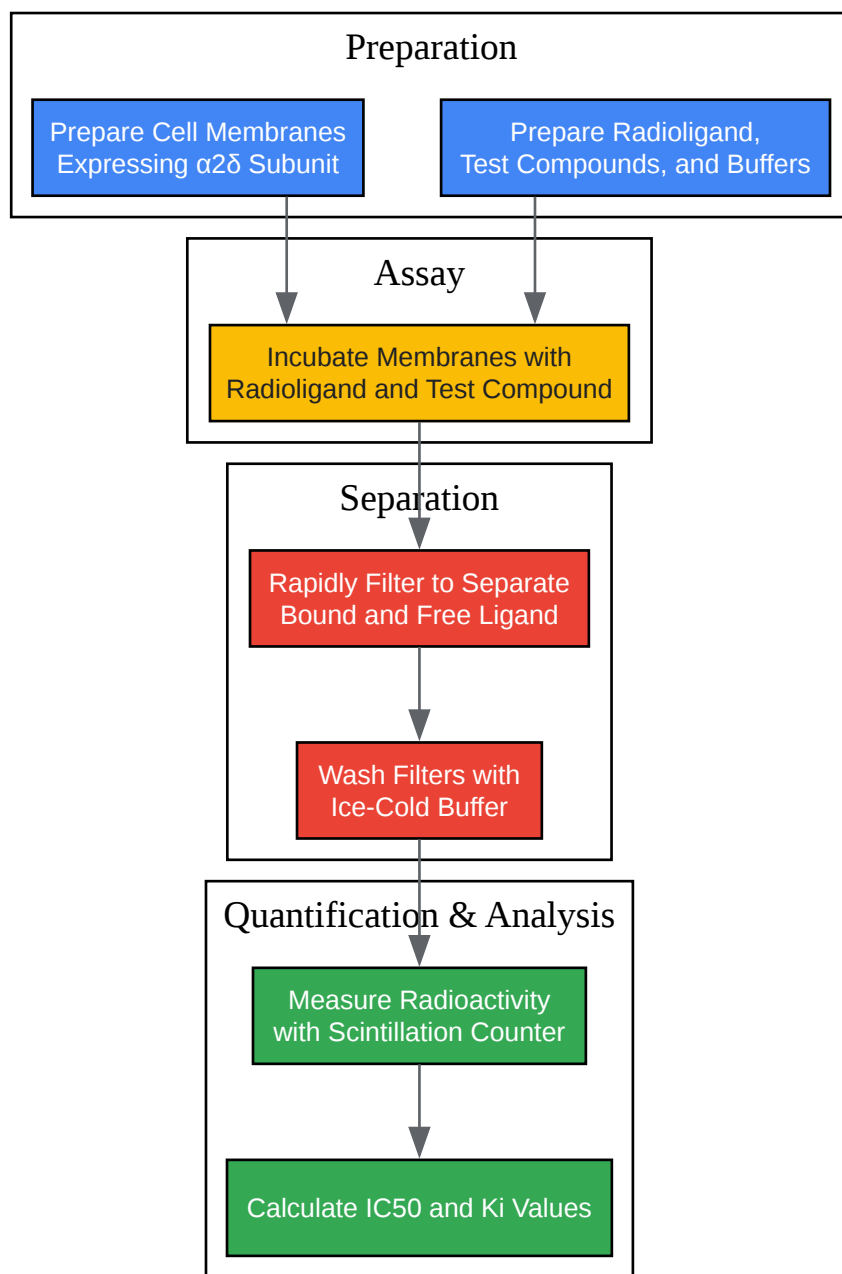 Preparation
Prepare Cell Membranes
Expressing α2δ Subunit
Prepare Radioligand,
Test Compounds, and Buffers
Assay
Incubate Membranes with
Radioligand and Test Compound
Separation
Rapidly Filter to Separate
Bound and Free Ligand
Wash Filters with
Ice-Cold Buffer
Quantification & Analysis
Measure Radioactivity
with Scintillation Counter
Calculate IC50 and Ki Values